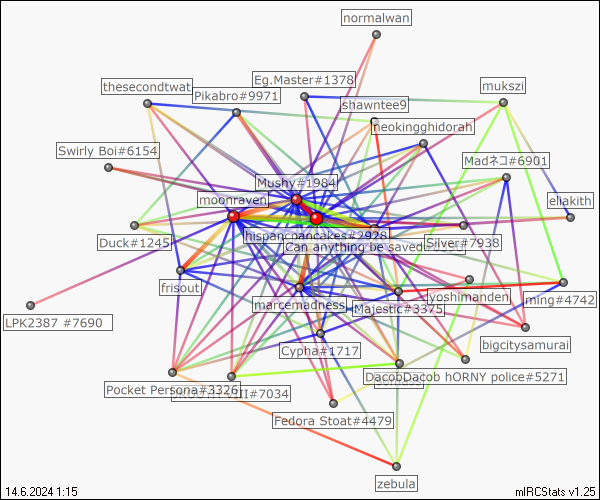 normalwan
Eg.Master#1378
thesecondtwat
Pikabro#9971
mukszi
shawntee9
neokingghidorah
Swirly Boi#6154
Madネコ#6901
Mushy#1984
moonraven
eliakith
hispanicpancakes#2928
Duck#1245
Can anything be saved
Silver#7938
frisout
yoshimanden
ming#4742
marcemadness
Majestic#3375
LPK2387 #7690
bigcitysamurai
Cypha#1717
DacobDacob hORNY police#5271
Pocket Persona#3326
VIII#7034
Fedora Stoat#4479
zebula
14.6.2024 1:15
mIRCStats v1.25